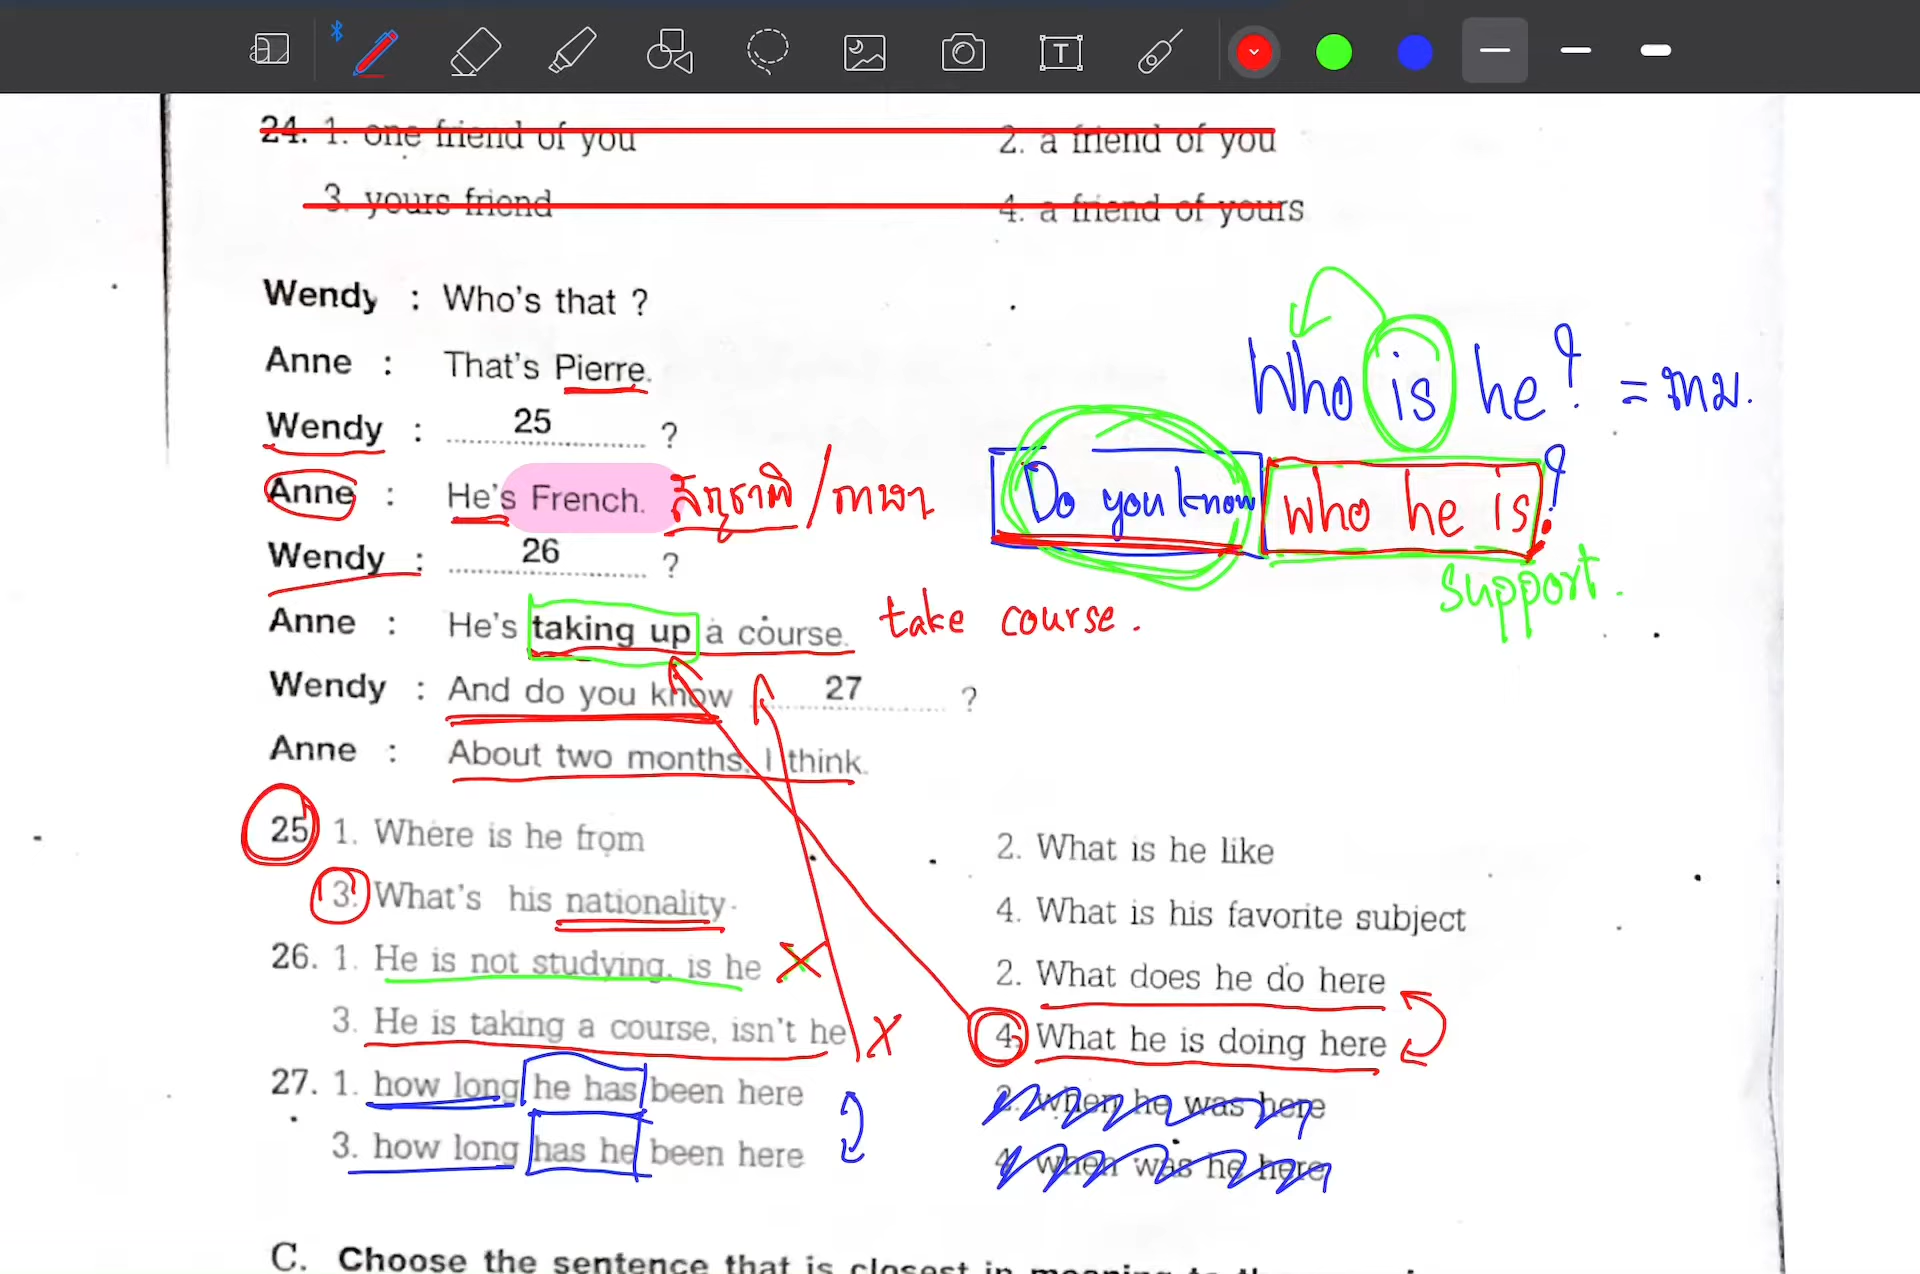 24. 1. one friend of you 2. a friend of you
3. yours friend 4. a friend of yours
Wendy : Who's that ?
Anne : That's Pierre.
Who is he? =
Wendy : 25 ?
Anne : He's French. สัญชาติ / ภาษา
Do you know who he is?
Wendy : 26 ?
support.
Anne : He's taking up a course. take course.
Wendy : And do you know 27 ?
Anne : About two months, I think.
25 1. Where is he from 2. What is he like
3. What's his nationality 4. What is his favorite subject
26. 1. He is not studying, is he X 2. What does he do here
3. He is taking a course, isn't he X 4. What he is doing here
27. 1. how long he has been here 2. when he was here
3. how long has he been here 4. when was he here
C. Choose the sentence that is closest in meaning to the